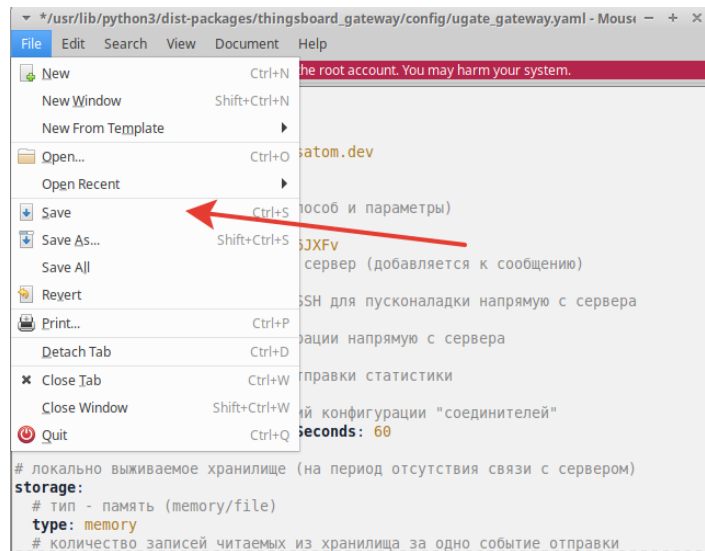 */usr/lib/python3/dist-packages/thingsboard_gateway/config/ugate_gateway.yaml - Mouse
File Edit Search View Document Help
the root account. You may harm your system.
New Ctrl+N
New Window Shift+Ctrl+N
New From Template
Open... Ctrl+O
satom.dev
Open Recent
Save Ctrl+S
пособ и параметры)
Save As... Shift+Ctrl+S
JXFv
Save All
сервер (добавляется к сообщению)
Revert
SSH для пусконаладки напрямую с сервера
Print... Ctrl+P
рации напрямую с сервера
Detach Tab Ctrl+D
тправки статистики
Close Tab Ctrl+W
Close Window Shift+Ctrl+W
ий конфигурации "соединителей"
Quit Ctrl+Q
Seconds: 60
# локально выживаемое хранилище (на период отсутствия связи с сервером)
storage:
# тип - память (memory/file)
type: memory
# количество записей читаемых из хранилища за одно событие отправки